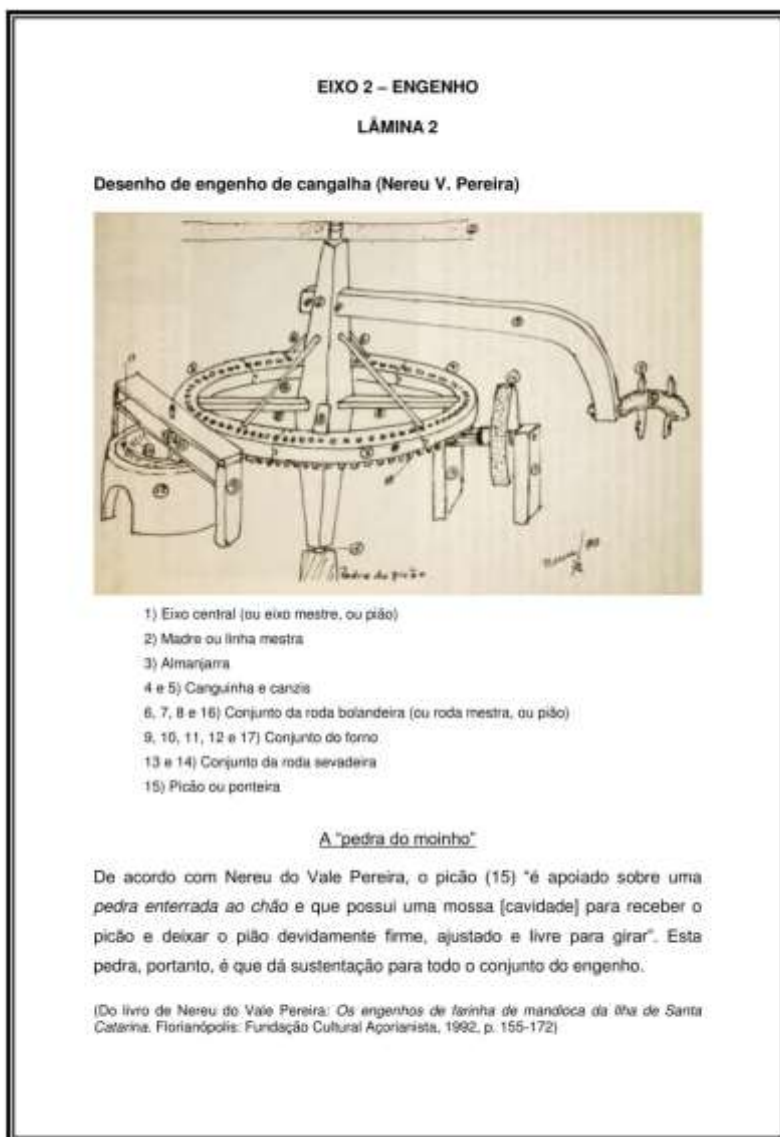 EIXO 2 – ENGENHO
LÂMINA 2
Desenho de engenho de cangalha (Nereu V. Pereira)
Pedra do picão
1) Eixo central (ou eixo mestre, ou pião)
2) Madre ou linha mestra
3) Almanjarra
4 e 5) Canguinha e canzis
6, 7, 8 e 16) Conjunto da roda bolandeira (ou roda mestra, ou pião)
9, 10, 11, 12 e 17) Conjunto do forno
13 e 14) Conjunto da roda sevadeira
15) Picão ou ponteira
A “pedra do moinho”
De acordo com Nereu do Vale Pereira, o picão (15) “é apoiado sobre uma
pedra enterrada ao chão e que possui uma mossa [cavidade] para receber o
picão e deixar o pião devidamente firme, ajustado e livre para girar”. Esta
pedra, portanto, é que dá sustentação para todo o conjunto do engenho.
(Do livro de Nereu do Vale Pereira: Os engenhos de farinha de mandioca da Ilha de Santa
Catarina. Florianópolis: Fundação Cultural Açorianista, 1992, p. 155-172)